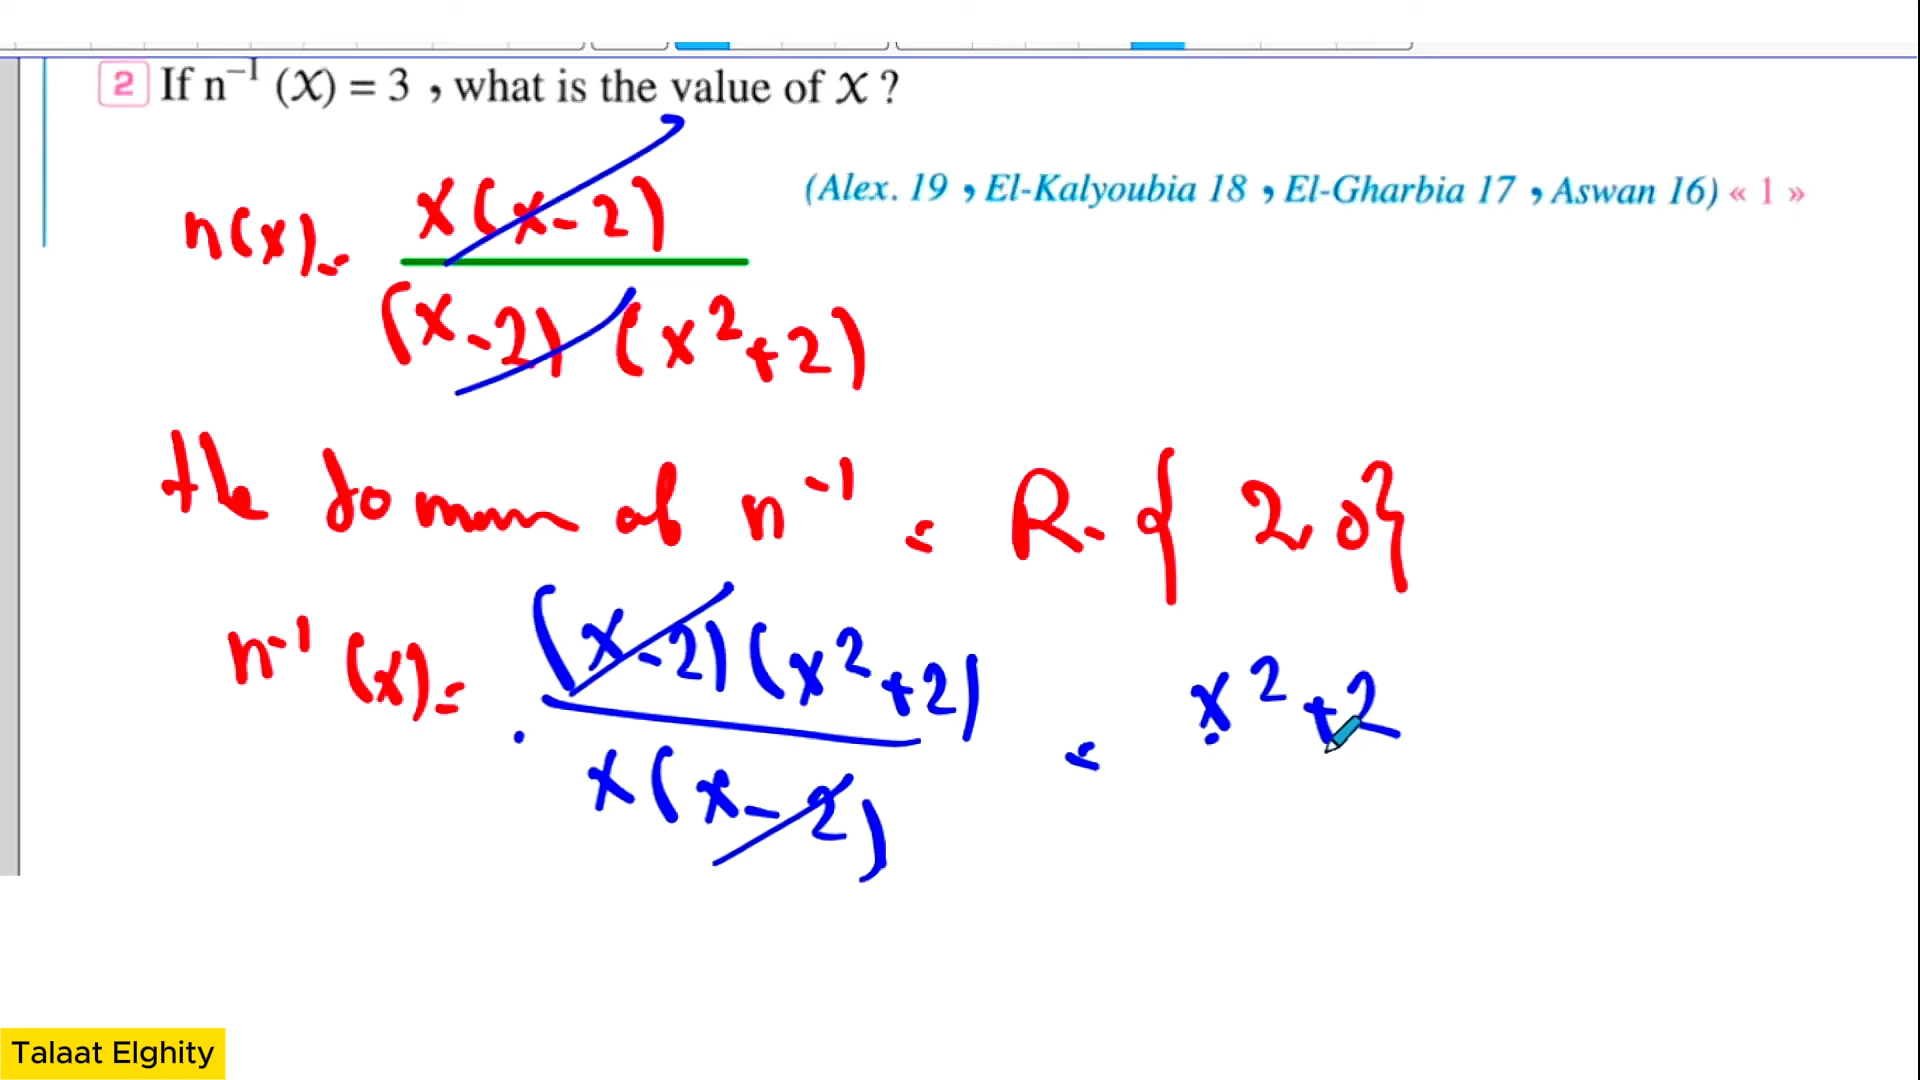 2 If n⁻¹ (X) = 3 , what is the value of X ?
(Alex. 19 , El-Kalyoubia 18 , El-Gharbia 17 , Aswan 16) « 1 »
n(x) = x(x-2) / (x-2)(x²+2)
the domain of n⁻¹ = R - {2, 0}
n⁻¹(x) = (x-2)(x²+2) / x(x-2) = x²+2
Talaat Elghity